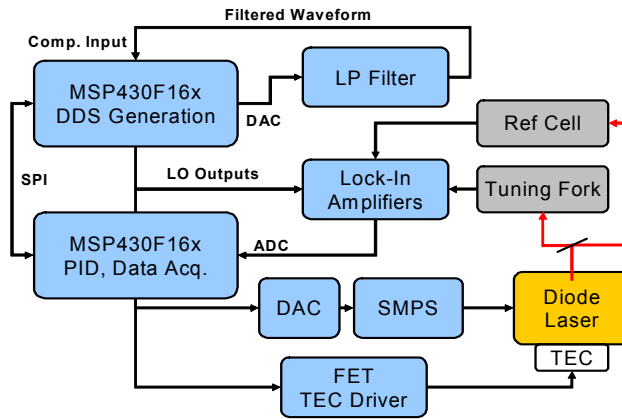 Filtered Waveform
Comp. Input
MSP430F16x
DDS Generation
DAC
LP Filter
Ref Cell
SPI
LO Outputs
Lock-In
Amplifiers
Tuning Fork
MSP430F16x
PID, Data Acq.
ADC
DAC
SMPS
Diode
Laser
TEC
FET
TEC Driver